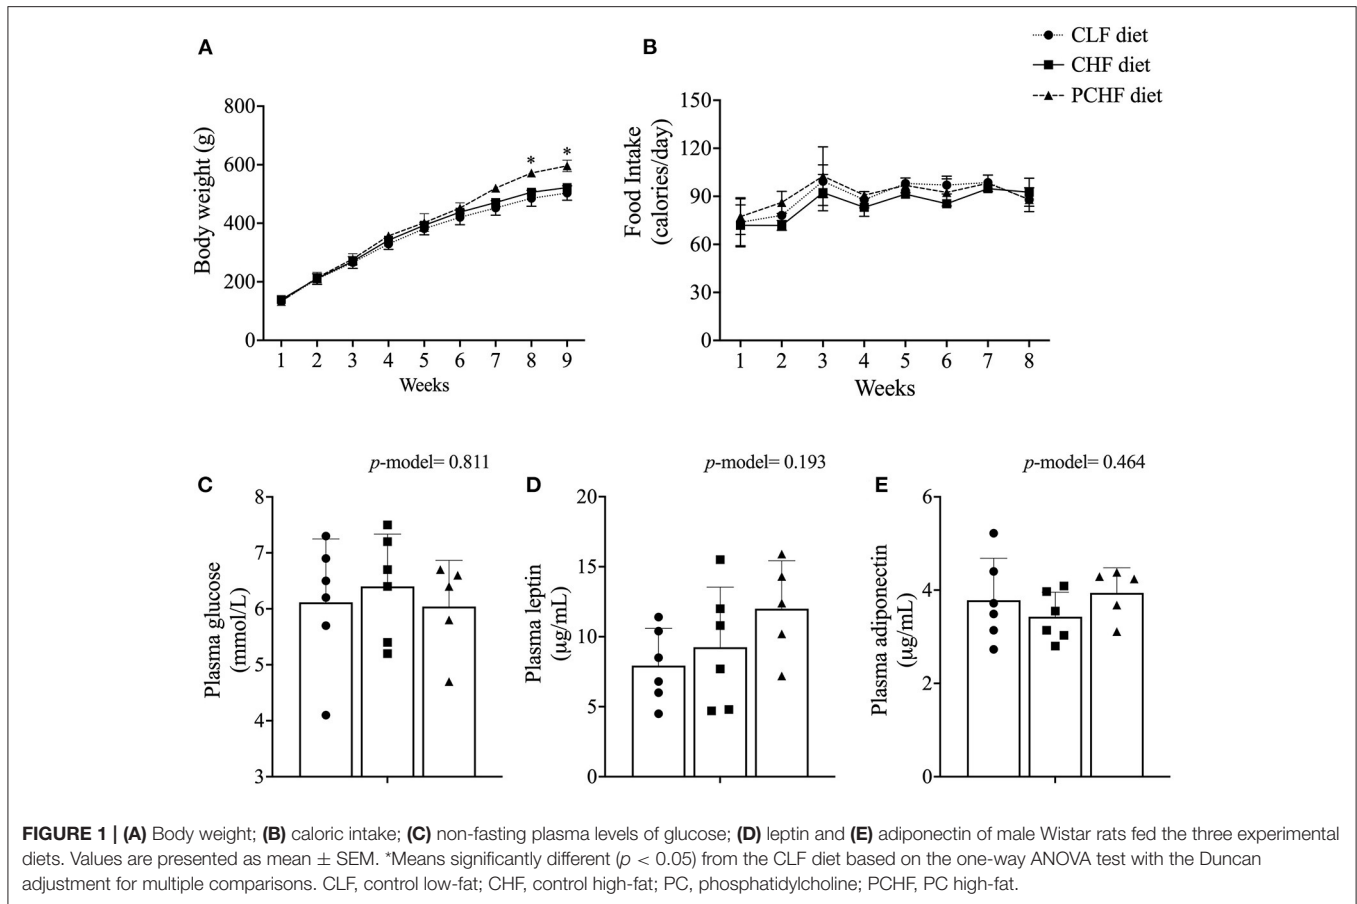 A
B
CLF diet
CHF diet
PCHF diet
Body weight (g)
800
600
400
200
0
* *
1 2 3 4 5 6 7 8 9
Weeks
Food Intake
(calories/day)
150
120
90
60
30
0
1 2 3 4 5 6 7 8
Weeks
p-model= 0.811
C
Plasma glucose
(mmol/L)
8
7
6
5
4
3
p-model= 0.193
D
Plasma leptin
(µg/mL)
20
15
10
5
0
p-model= 0.464
E
Plasma adiponectin
(µg/mL)
6
4
2
0
FIGURE 1 | (A) Body weight; (B) caloric intake; (C) non-fasting plasma levels of glucose; (D) leptin and (E) adiponectin of male Wistar rats fed the three experimental
diets. Values are presented as mean ± SEM. *Means significantly different (p < 0.05) from the CLF diet based on the one-way ANOVA test with the Duncan
adjustment for multiple comparisons. CLF, control low-fat; CHF, control high-fat; PC, phosphatidylcholine; PCHF, PC high-fat.